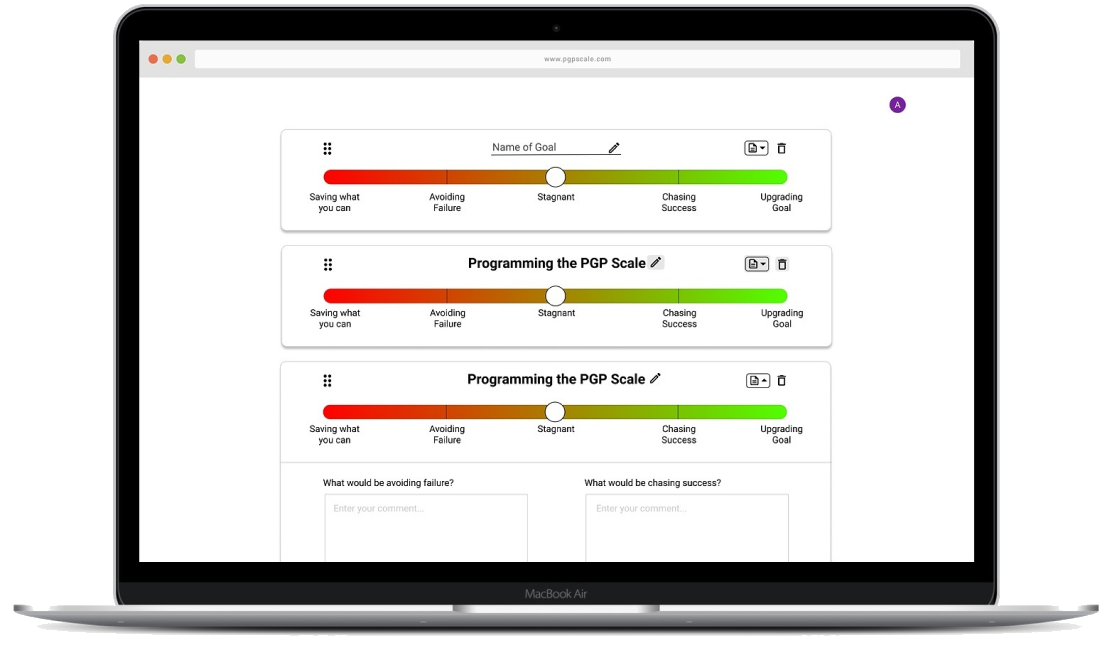 www.pgpscale.com
A
Name of Goal
Saving what
you can
Avoiding
Failure
Stagnant
Chasing
Success
Upgrading
Goal
Programming the PGP Scale
Saving what
you can
Avoiding
Failure
Stagnant
Chasing
Success
Upgrading
Goal
Programming the PGP Scale
Saving what
you can
Avoiding
Failure
Stagnant
Chasing
Success
Upgrading
Goal
What would be avoiding failure?
What would be chasing success?
Enter your comment...
Enter your comment...
MacBook Air